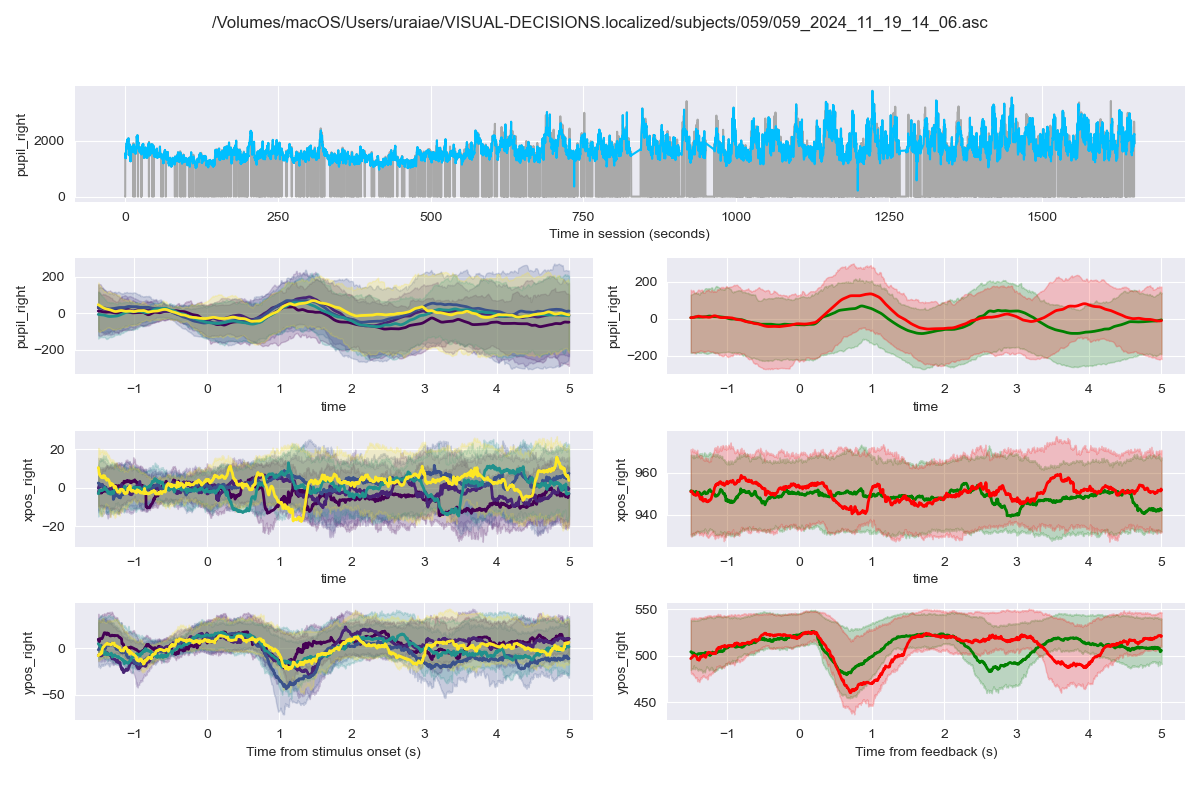 /Volumes/macOS/Users/uraiae/VISUAL-DECISIONS.localized/subjects/059/059_2024_11_19_14_06.asc
pupil_right
2000
0
0 250 500 750 1000 1250 1500
Time in session (seconds)
pupil_right
200
0
−200
−1 0 1 2 3 4 5
time
pupil_right
200
0
−200
−1 0 1 2 3 4 5
time
xpos_right
20
0
−20
−1 0 1 2 3 4 5
time
xpos_right
960
940
−1 0 1 2 3 4 5
time
ypos_right
0
−50
−1 0 1 2 3 4 5
Time from stimulus onset (s)
ypos_right
550
500
450
−1 0 1 2 3 4 5
Time from feedback (s)